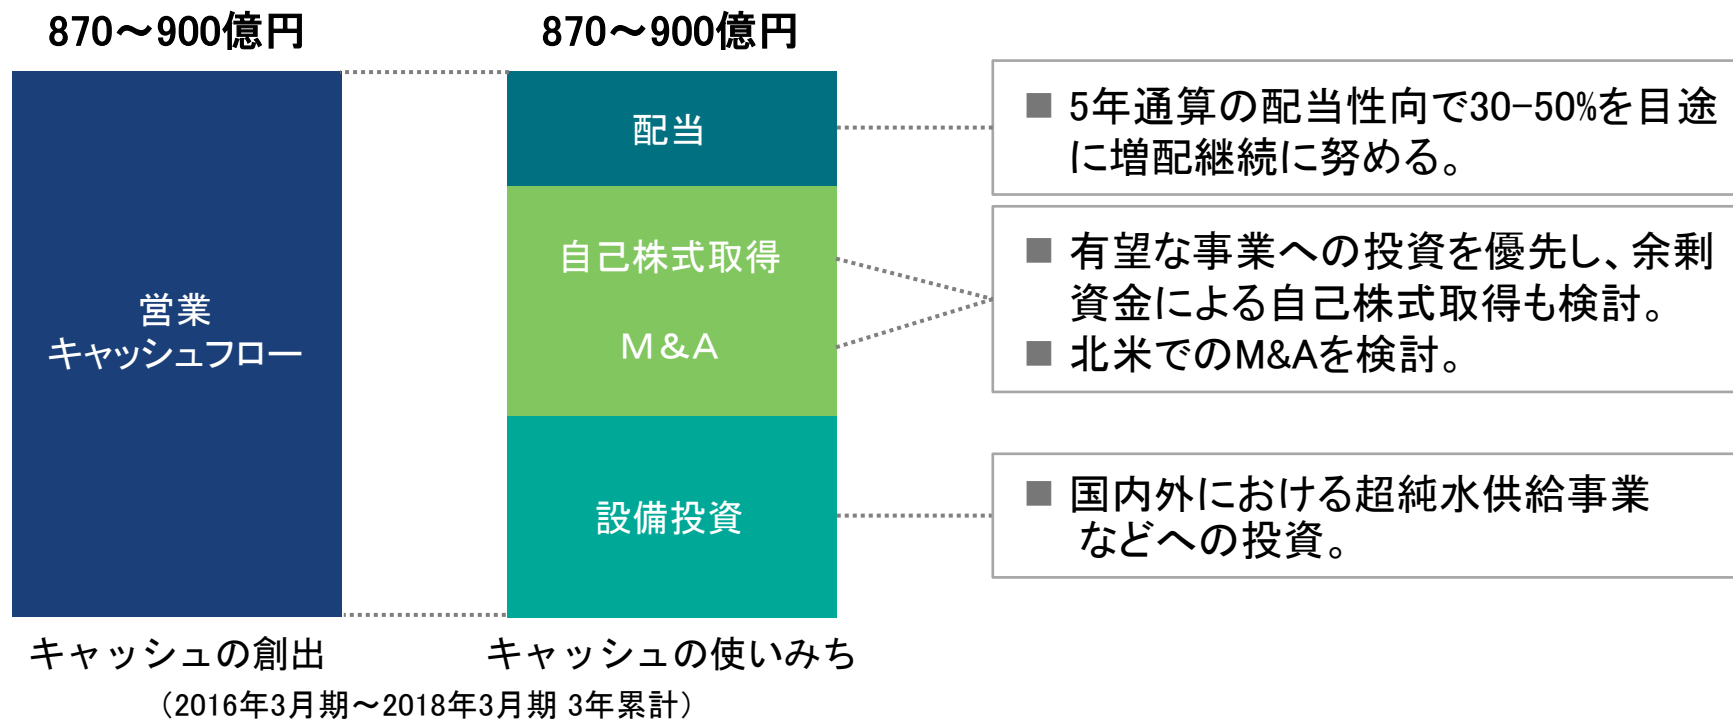 870～900億円
870～900億円
営業
キャッシュフロー
配当
自己株式取得
M&A
設備投資
■ 5年通算の配当性向で30-50%を目途
に増配継続に努める。
■ 有望な事業への投資を優先し、余剰
資金による自己株式取得も検討。
■ 北米でのM&Aを検討。
■ 国内外における超純水供給事業
などへの投資。
キャッシュの創出
キャッシュの使いみち
（2016年3月期～2018年3月期 3年累計）